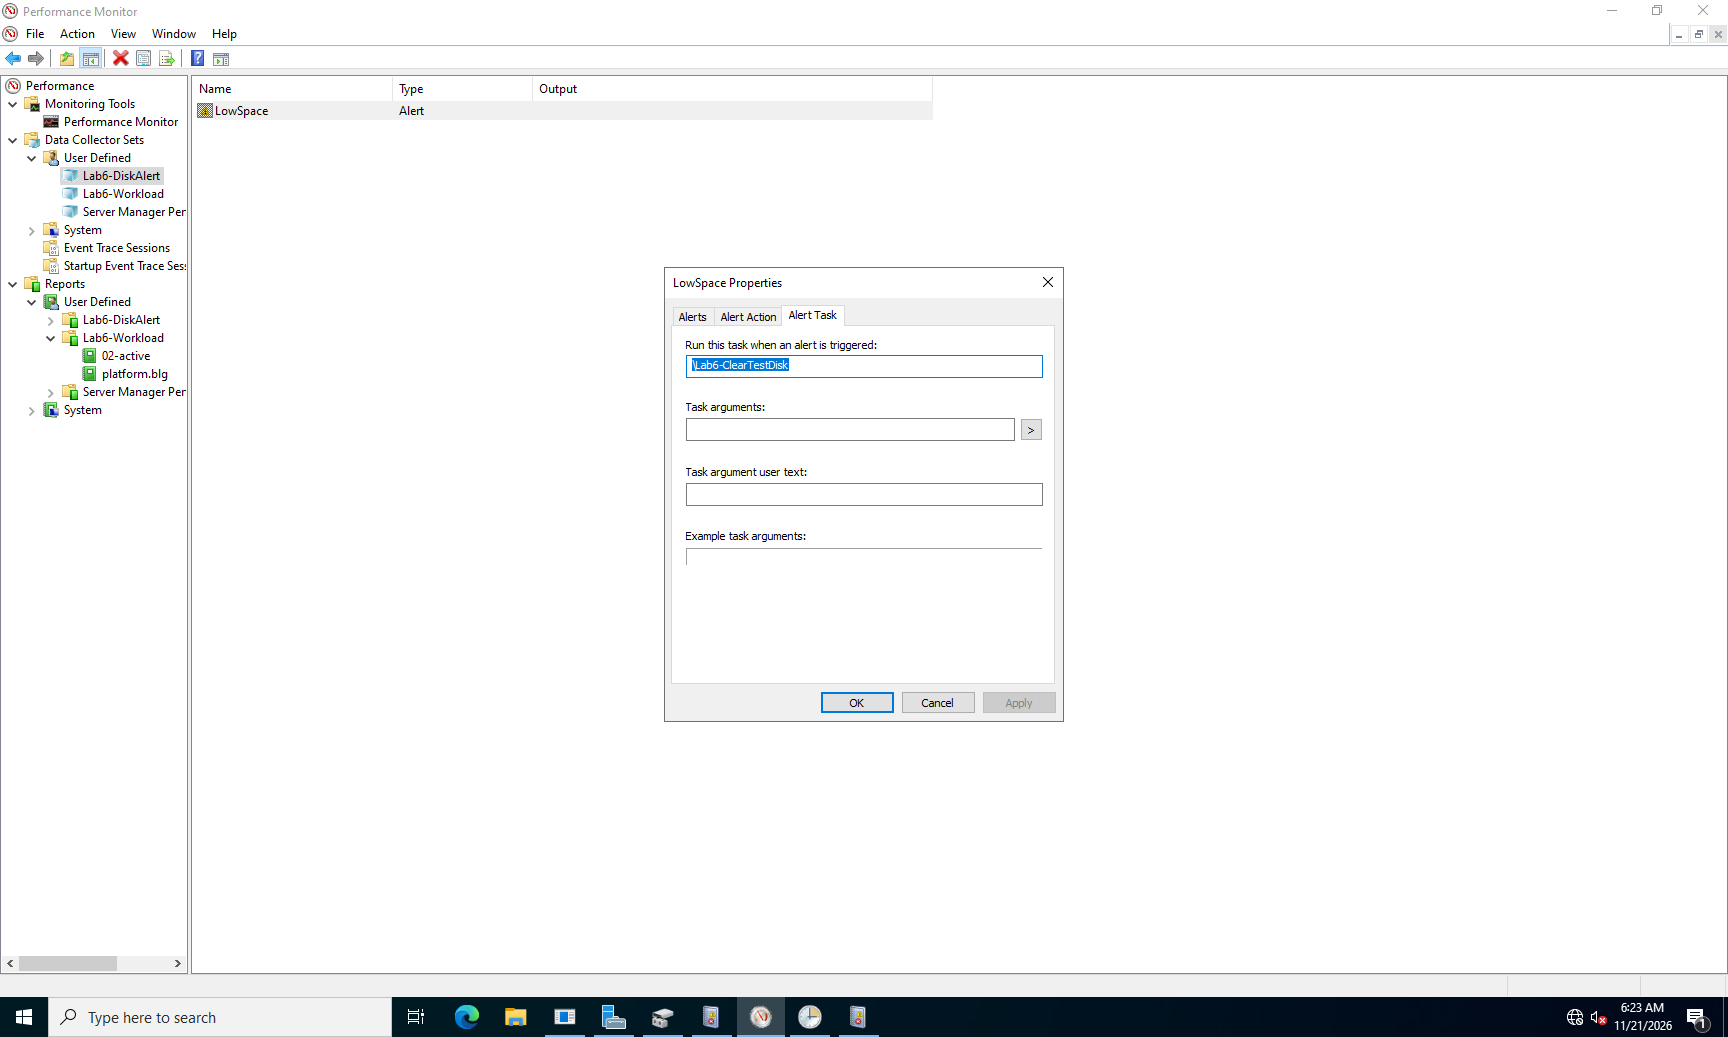 Performance Monitor
File Action View Window Help
Performance
Monitoring Tools
Performance Monitor
Data Collector Sets
User Defined
Lab6-DiskAlert
Lab6-Workload
Server Manager Per
System
Event Trace Sessions
Startup Event Trace Ses
Reports
User Defined
Lab6-DiskAlert
Lab6-Workload
02-active
platform.blg
Server Manager Per
System
Name Type Output
LowSpace Alert
LowSpace Properties
Alerts Alert Action Alert Task
Run this task when an alert is triggered:
\Lab6-ClearTestDisk
Task arguments:
>
Task argument user text:
Example task arguments:
OK Cancel Apply
Type here to search
6:23 AM
11/21/2026
1